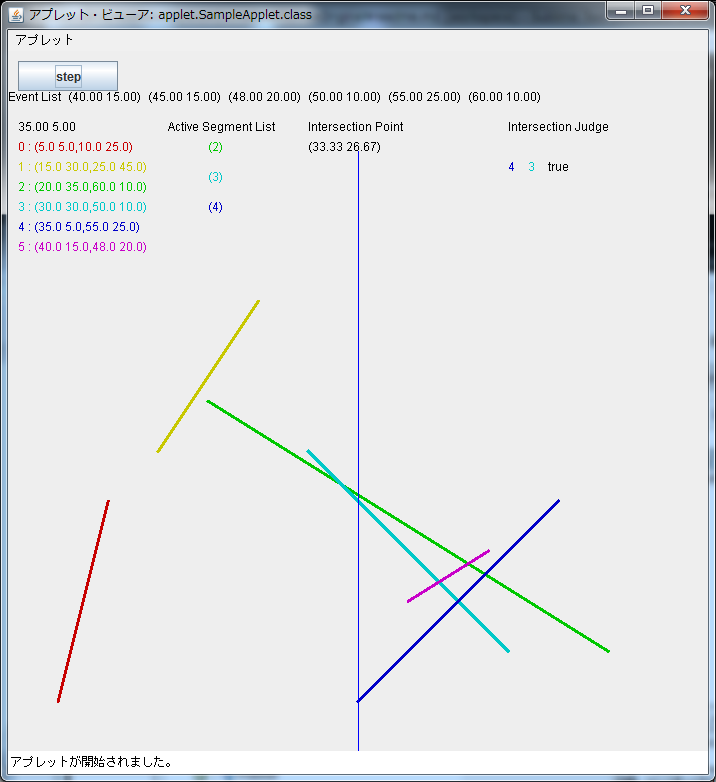 アプレット・ビューア: applet.SampleApplet.class
アプレット
step
Event List (40.00 15.00) (45.00 15.00) (48.00 20.00) (50.00 10.00) (55.00 25.00) (60.00 10.00)
35.00 5.00 Active Segment List Intersection Point Intersection Judge
0 : (5.0 5.0,10.0 25.0) (2) (33.33 26.67)
1 : (15.0 30.0,25.0 45.0) 4 3 true
(3)
2 : (20.0 35.0,60.0 10.0)
3 : (30.0 30.0,50.0 10.0) (4)
4 : (35.0 5.0,55.0 25.0)
5 : (40.0 15.0,48.0 20.0)
アプレットが開始されました。